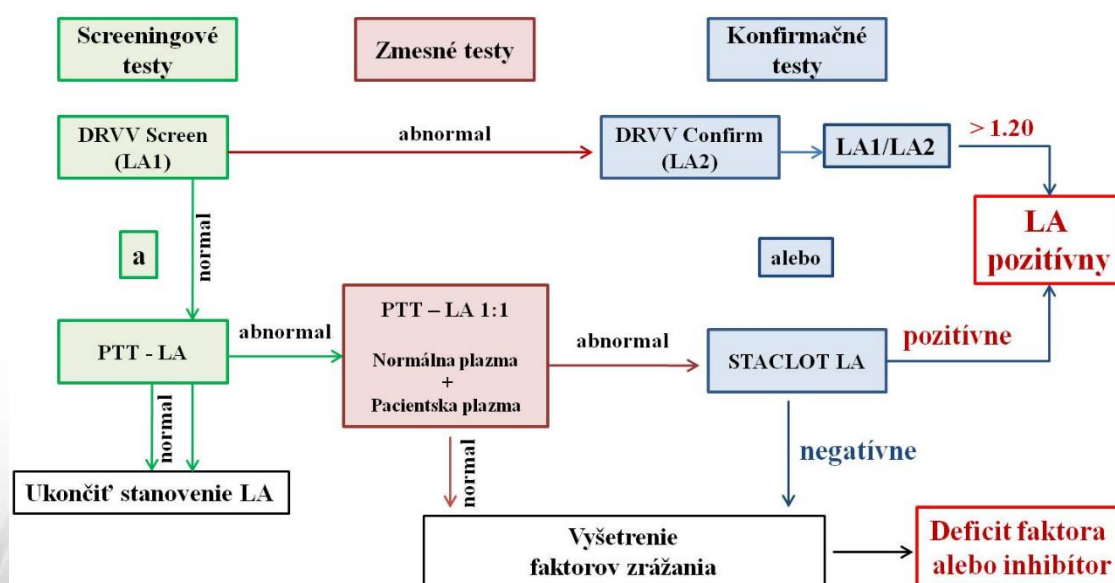 Screeningové
testy
Zmesné testy
Konfirmačné
testy
DRVV Screen
(LA1)
abnormal
DRVV Confirm
(LA2)
LA1/LA2
> 1.20
LA
pozitívny
normal
a
alebo
PTT - LA
abnormal
PTT – LA 1:1
Normálna plazma
+
Pacientska plazma
abnormal
STACLOT LA
pozitívne
normal
normal
negatívne
Ukončiť stanovenie LA
Vyšetrenie
faktorov zrážania
Deficit faktora
alebo inhibítor